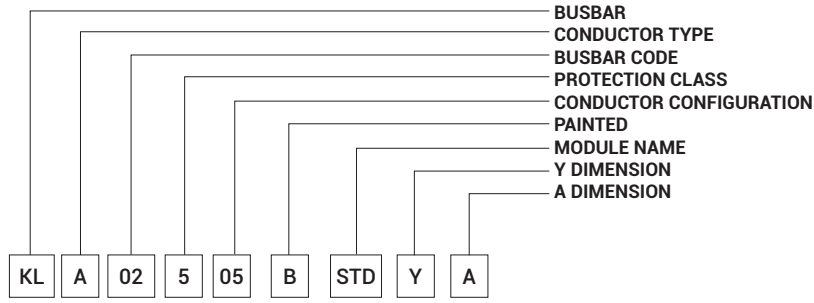 BUSBAR
CONDUCTOR TYPE
BUSBAR CODE
PROTECTION CLASS
CONDUCTOR CONFIGURATION
PAINTED
MODULE NAME
Y DIMENSION
A DIMENSION
KL A 02 5 05 B STD Y A